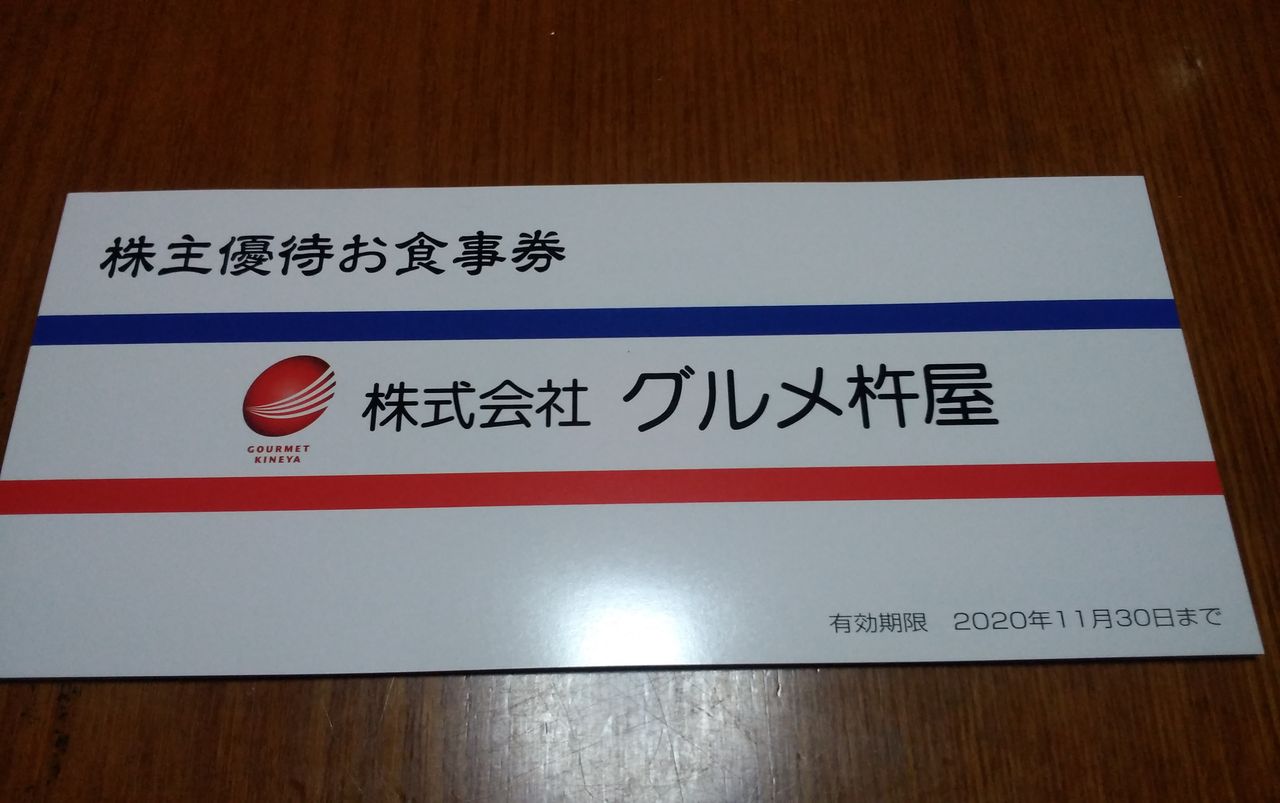 株主優待お食事券
株式会社 グルメ杵屋
GOURMET
KINEYA
有効期限 2020年11月30日まで